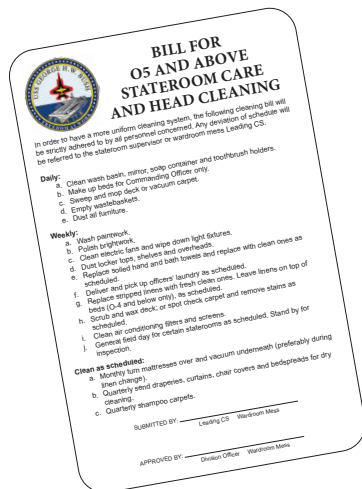 USS GEORGE H.W. BUSH
BILL FOR
O5 AND ABOVE
STATEROOM CARE
AND HEAD CLEANING
In order to have a more uniform cleaning system, the following cleaning bill will
be strictly adhered to by all personnel concerned. Any deviation of schedule will
be referred to the stateroom supervisor or wardroom mess Leading CS.
Daily:
a. Clean wash basin, mirror, soap container and toothbrush holders.
b. Make up beds for Commanding Officer only.
c. Sweep and mop deck or vacuum carpet.
d. Empty wastebaskets.
e. Dust all furniture.
Weekly:
a. Wash paintwork.
b. Polish brightwork.
c. Clean electric fans and wipe down light fixtures.
d. Dust locker tops, shelves and overheads.
e. Replace soiled hand and bath towels and replace with clean ones as
scheduled.
f. Deliver and pick up officers' laundry as scheduled.
g. Replace stripped linens with fresh clean ones. Leave linens on top of
beds (O-4 and below only), as scheduled.
h. Scrub and wax deck; or spot check carpet and remove stains as
scheduled.
i. Clean air conditioning filters and screens.
j. General field day for certain staterooms as scheduled. Stand by for
inspection.
Clean as scheduled:
a. Monthly turn mattresses over and vacuum underneath (preferably during
linen change).
b. Quarterly send draperies, curtains, chair covers and bedspreads for dry
cleaning.
c. Quarterly shampoo carpets.
SUBMITTED BY:
Leading CS Wardroom Mess
APPROVED BY:
Division Officer Wardroom Mess